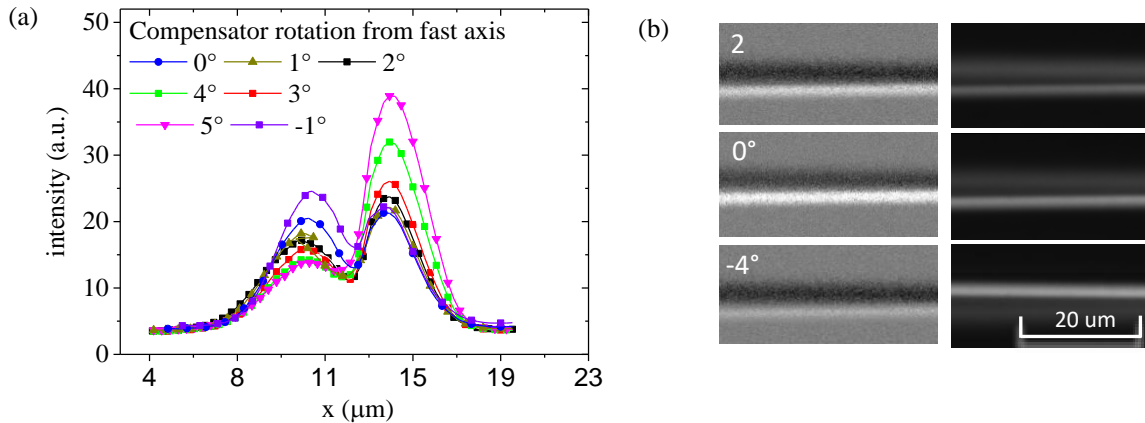 (a)
50
40
30
20
10
0
intensity (a.u.)
Compensator rotation from fast axis
0° 1° 2°
4° 3°
5° -1°
4 8 11 15 19 23
x (μm)
(b)
2
0°
-4°
20 um